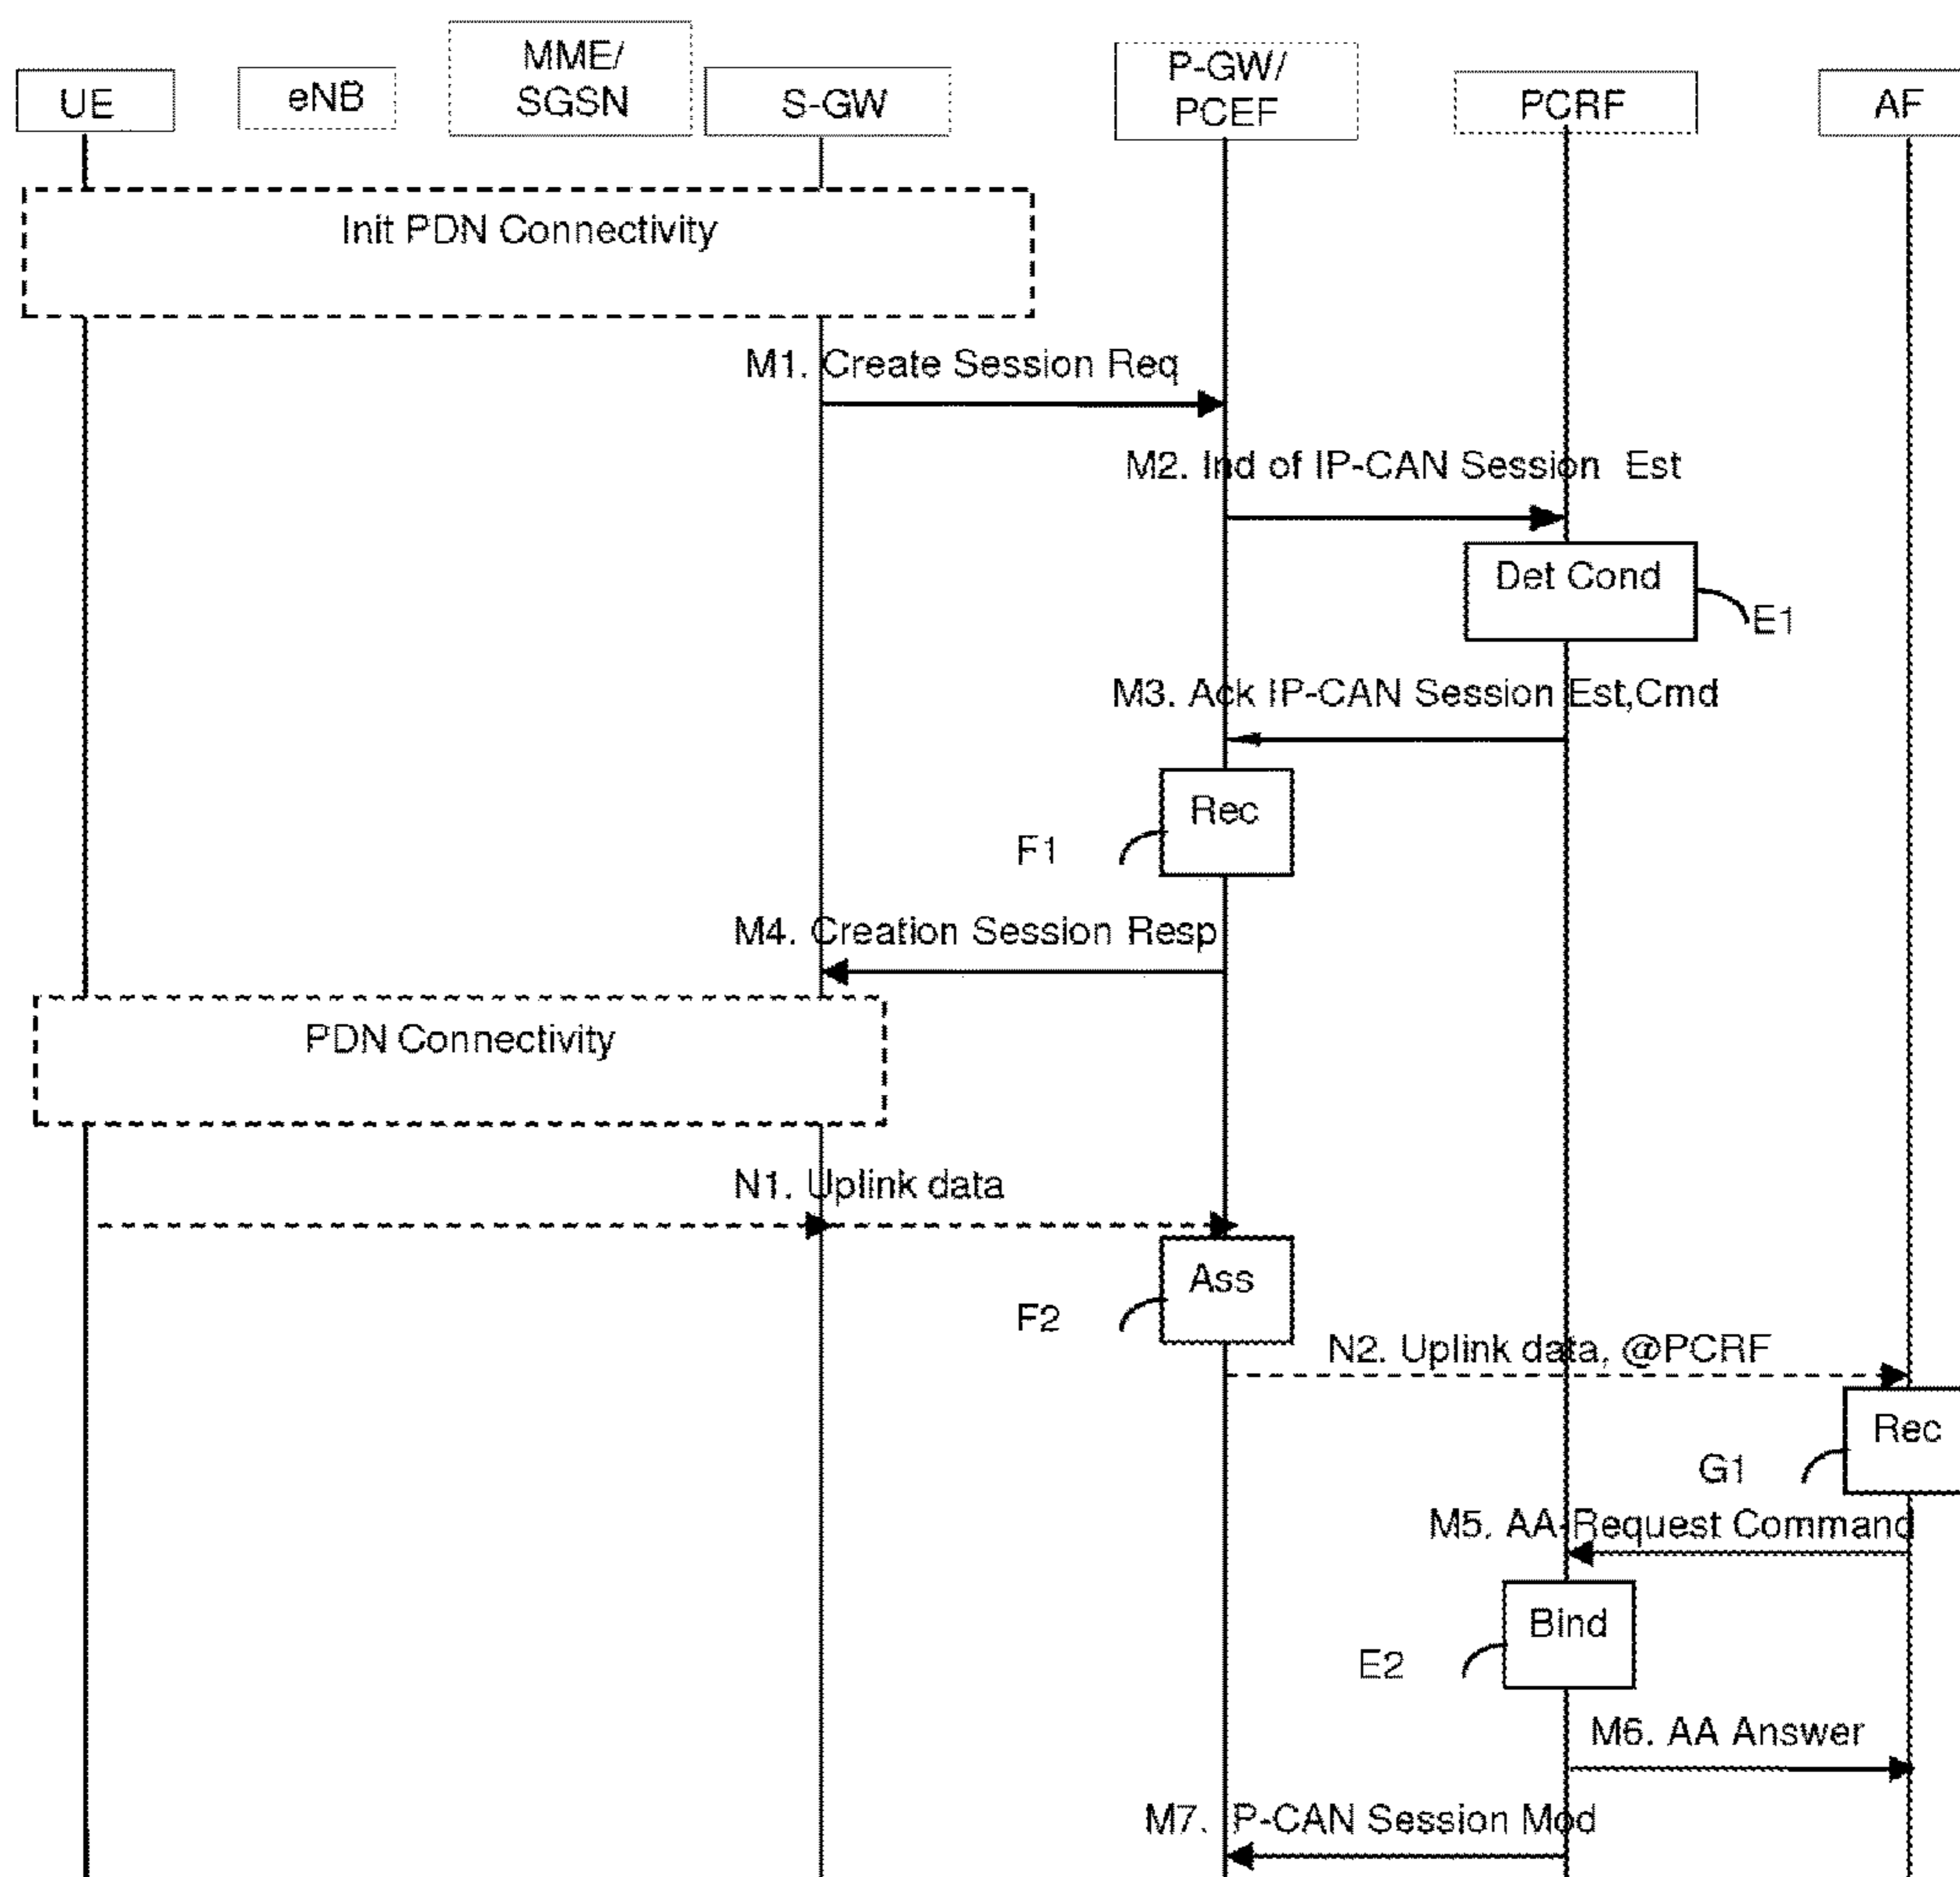 UE
eNB
MME/
SGSN
S-GW
P-GW/
PCEF
PCRF
AF
Init PDN Connectivity
M1. Create Session Req
M2. Ind of IP-CAN Session Est
Det Cond
E1
M3. Ack IP-CAN Session Est,Cmd
Rec
F1
M4. Creation Session Resp
PDN Connectivity
N1. Uplink data
Ass
F2
N2. Uplink data, @PCRF
Rec
G1
M5. AA-Request Command
Bind
E2
M6. AA Answer
M7. IP-CAN Session Mod